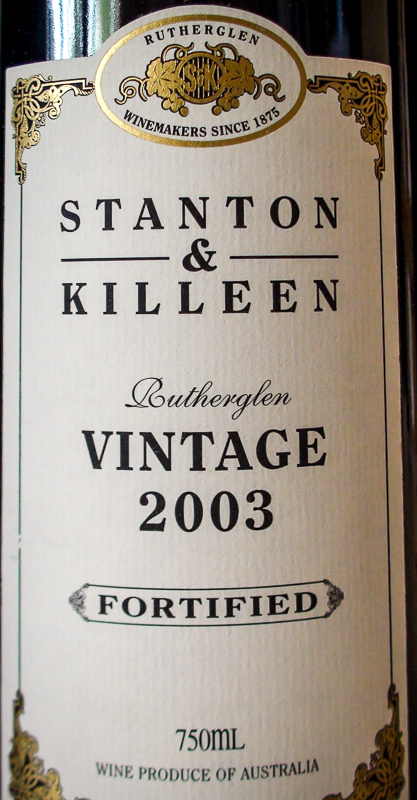 RUTHERGLEN
S&K
WINEMAKERS SINCE 1875
STANTON
&
KILLEEN
Rutherglen
VINTAGE
2003
FORTIFIED
750mL
WINE PRODUCE OF AUSTRALIA